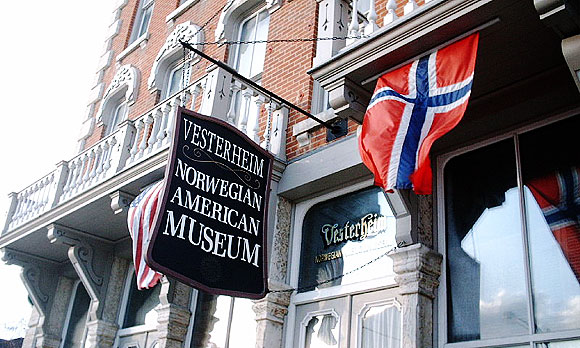 VESTERHEIM
NORWEGIAN
AMERICAN
MUSEUM
Vesterheim
NORWEGIAN